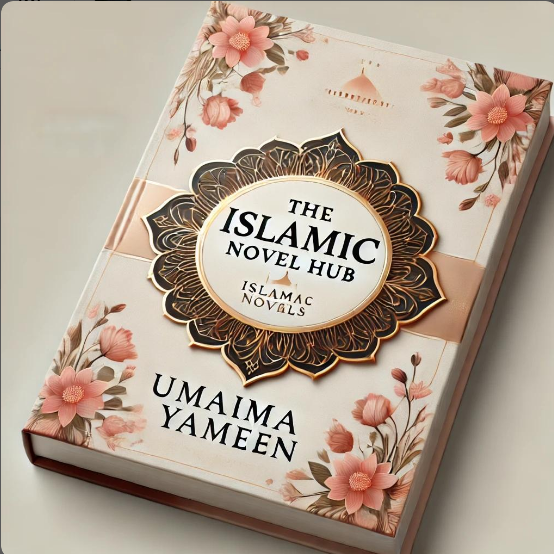 THE
ISLAMIC
NOVEL HUB
ISLAMAC
NOVELS
UMAIMA
YAMEEN